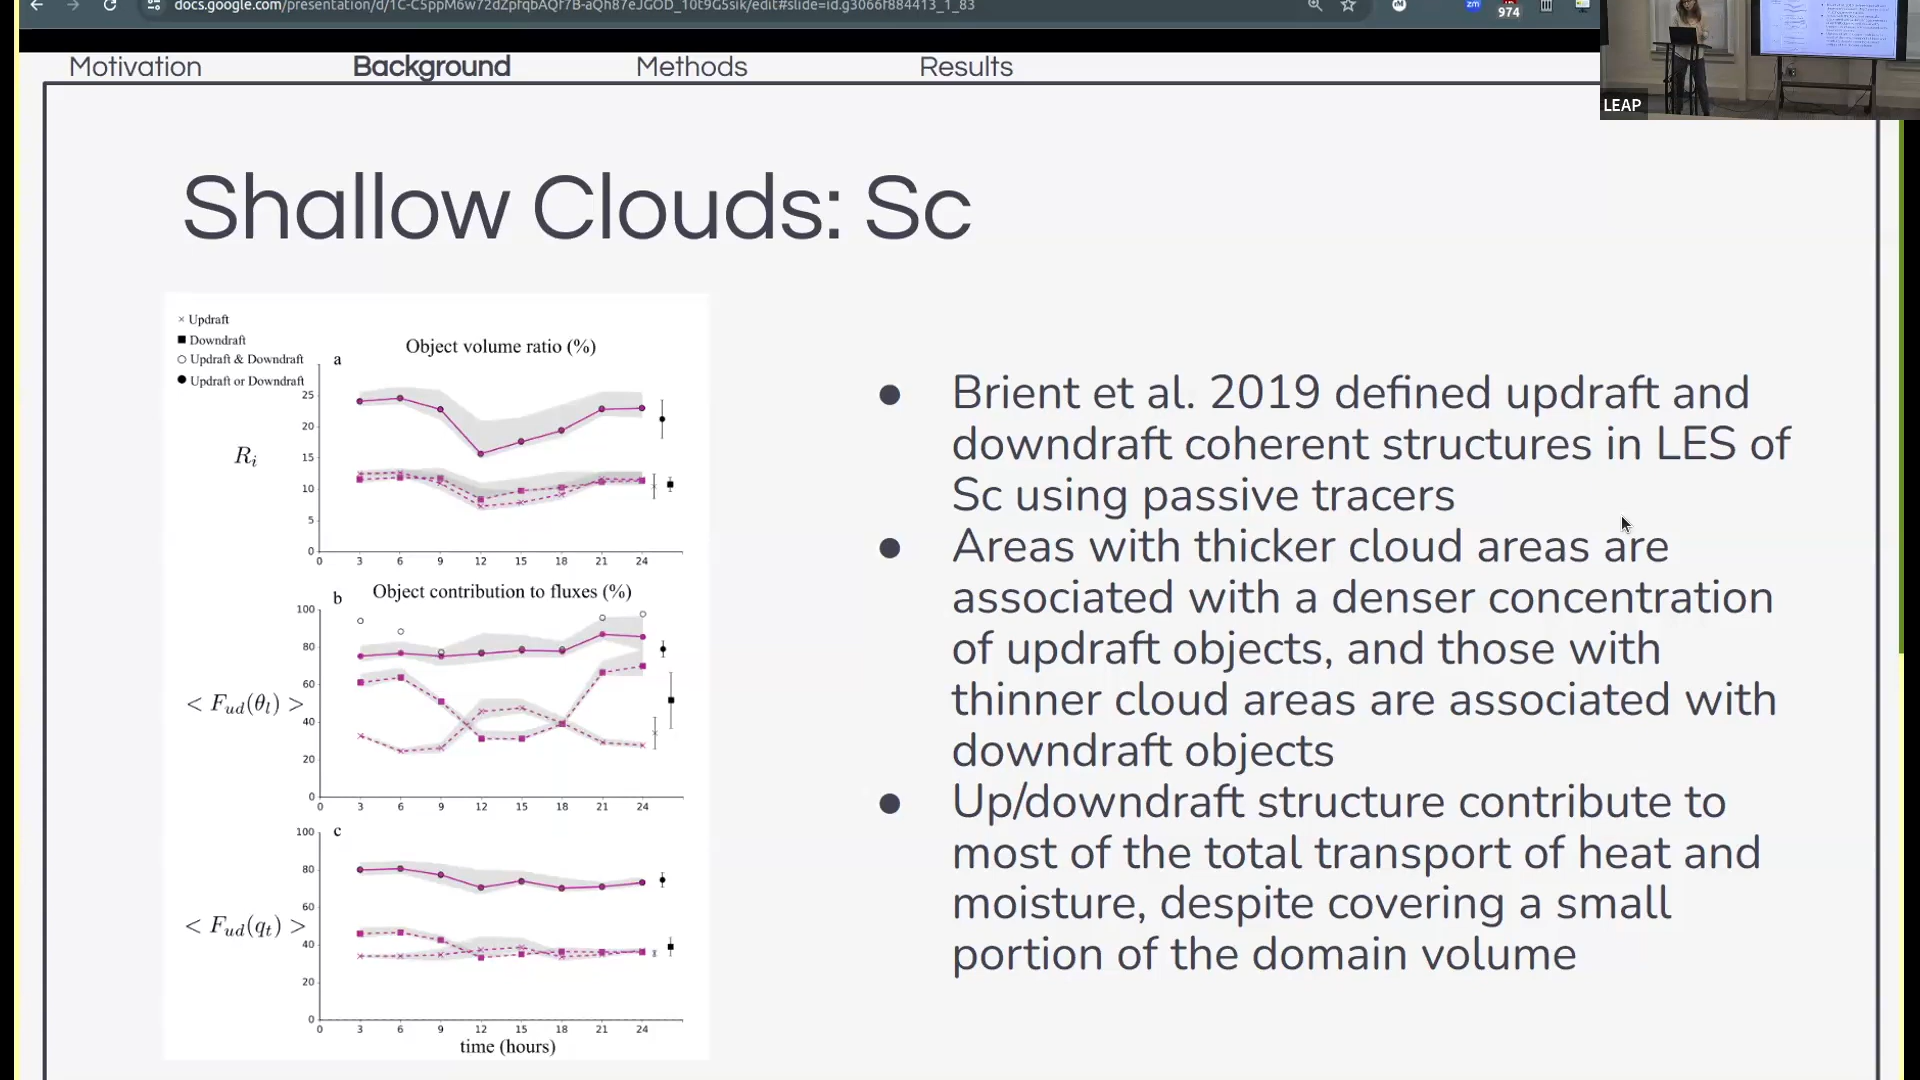 docs.google.com/presentation/d/1C-C5ppM6w72dZpfqbAQf7B-aQh87eJGOD_10t9G5sik/edit#slide=id.g3066f884413_1_83
zm
974
Motivation Background Methods Results
LEAP
Shallow Clouds: Sc
× Updraft
■ Downdraft
○ Updraft & Downdraft
● Updraft or Downdraft
a
Object volume ratio (%)
25
20
15
10
5
0
R_i
0 3 6 9 12 15 18 21 24
b
Object contribution to fluxes (%)
100
80
60
40
20
0
< F_ud(θ_l) >
0 3 6 9 12 15 18 21 24
c
100
80
60
40
20
0
< F_ud(q_t) >
0 3 6 9 12 15 18 21 24
time (hours)
● Brient et al. 2019 defined updraft and
downdraft coherent structures in LES of
Sc using passive tracers
● Areas with thicker cloud areas are
associated with a denser concentration
of updraft objects, and those with
thinner cloud areas are associated with
downdraft objects
● Up/downdraft structure contribute to
most of the total transport of heat and
moisture, despite covering a small
portion of the domain volume